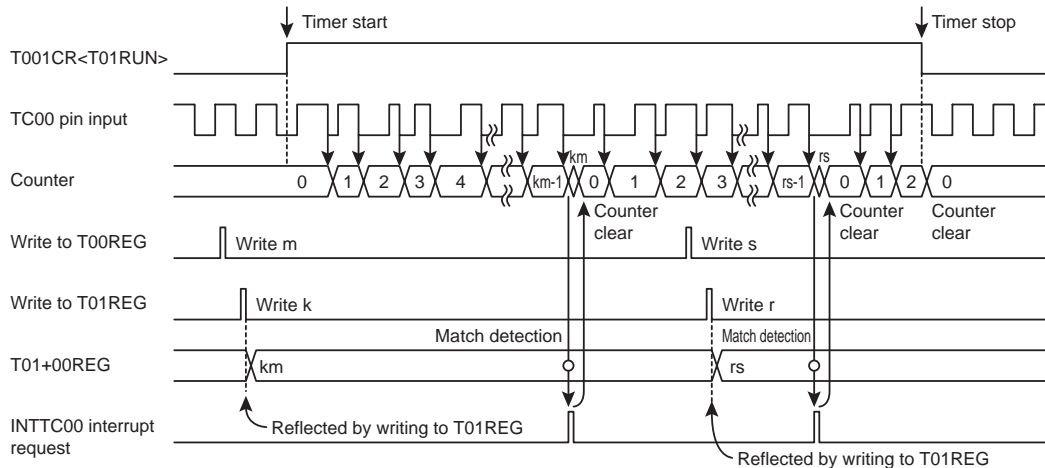 Timer start
Timer stop
T001CR<T01RUN>
TC00 pin input
km
rs
Counter
0 1 2 3 4 km-1 0 1 2 3 rs-1 0 1 2 0
Counter
clear
Counter
clear
Counter
clear
Write to T00REG
Write m
Write s
Write to T01REG
Write k
Write r
Match detection
Match detection
T01+00REG
km
rs
INTTC00 interrupt
request
Reflected by writing to T01REG
Reflected by writing to T01REG